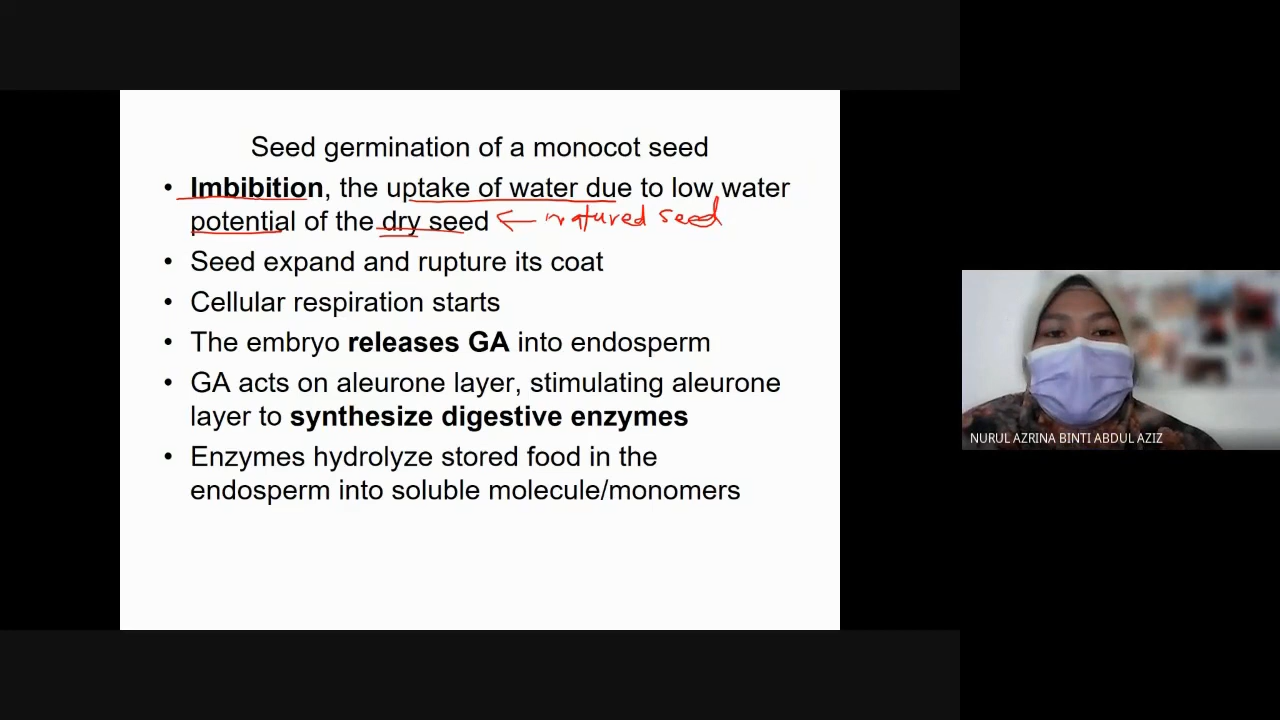 Seed germination of a monocot seed
• Imbibition, the uptake of water due to low water
potential of the dry seed ← matured seed
• Seed expand and rupture its coat
• Cellular respiration starts
• The embryo releases GA into endosperm
• GA acts on aleurone layer, stimulating aleurone
layer to synthesize digestive enzymes
• Enzymes hydrolyze stored food in the
endosperm into soluble molecule/monomers
NURUL AZRINA BINTI ABDUL AZIZ